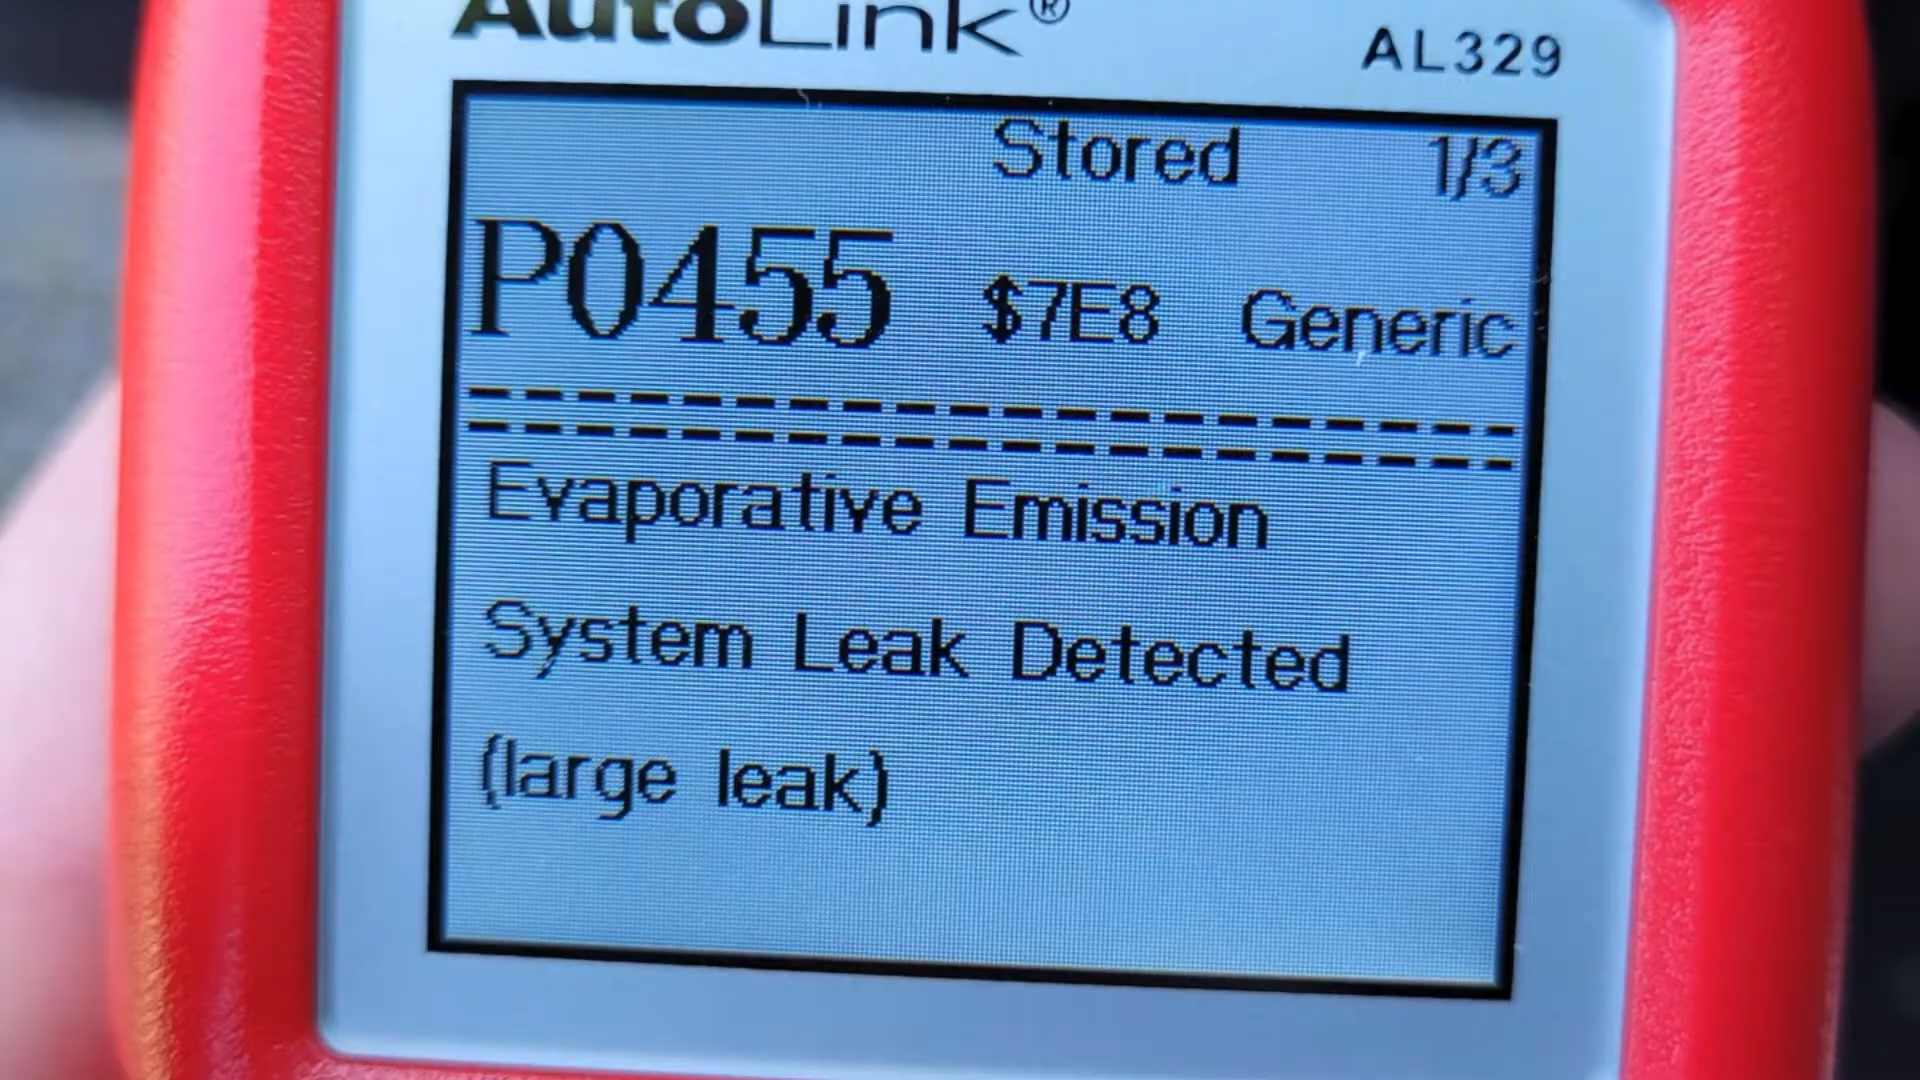 AutoLink®
AL329
Stored 1/3
P0455 $7E8 Generic
--------------------
--------------------
Evaporative Emission
System Leak Detected
(large leak)